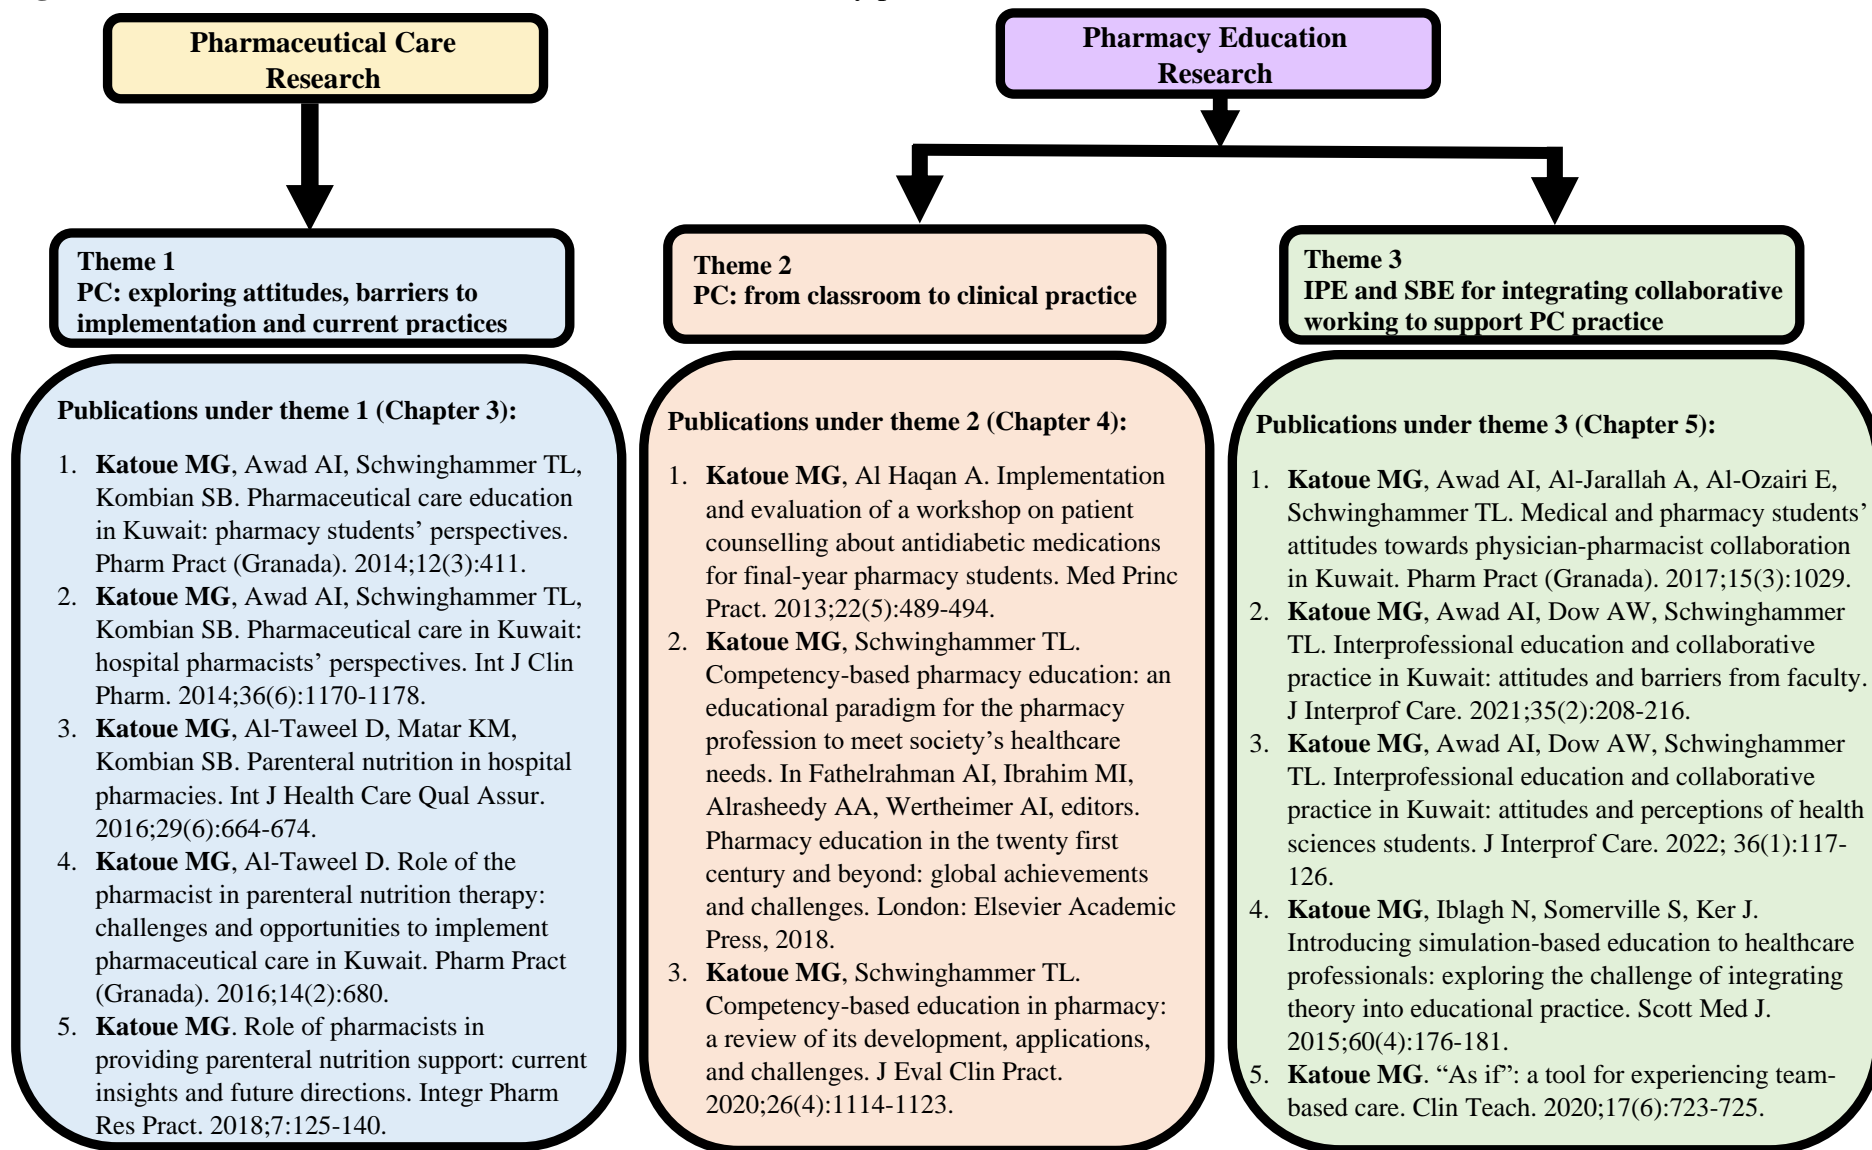 Pharmaceutical Care
Research
Pharmacy Education
Research
Theme 1
PC: exploring attitudes, barriers to
implementation and current practices
Theme 2
PC: from classroom to clinical practice
Theme 3
IPE and SBE for integrating collaborative
working to support PC practice
Publications under theme 1 (Chapter 3):
1. Katoue MG, Awad AI, Schwinghammer TL,
Kombian SB. Pharmaceutical care education
in Kuwait: pharmacy students’ perspectives.
Pharm Pract (Granada). 2014;12(3):411.
2. Katoue MG, Awad AI, Schwinghammer TL,
Kombian SB. Pharmaceutical care in Kuwait:
hospital pharmacists’ perspectives. Int J Clin
Pharm. 2014;36(6):1170-1178.
3. Katoue MG, Al-Taweel D, Matar KM,
Kombian SB. Parenteral nutrition in hospital
pharmacies. Int J Health Care Qual Assur.
2016;29(6):664-674.
4. Katoue MG, Al-Taweel D. Role of the
pharmacist in parenteral nutrition therapy:
challenges and opportunities to implement
pharmaceutical care in Kuwait. Pharm Pract
(Granada). 2016;14(2):680.
5. Katoue MG. Role of pharmacists in
providing parenteral nutrition support: current
insights and future directions. Integr Pharm
Res Pract. 2018;7:125-140.
Publications under theme 2 (Chapter 4):
1. Katoue MG, Al Haqan A. Implementation
and evaluation of a workshop on patient
counselling about antidiabetic medications
for final-year pharmacy students. Med Princ
Pract. 2013;22(5):489-494.
2. Katoue MG, Schwinghammer TL.
Competency-based pharmacy education: an
educational paradigm for the pharmacy
profession to meet society’s healthcare
needs. In Fathelrahman AI, Ibrahim MI,
Alrasheedy AA, Wertheimer AI, editors.
Pharmacy education in the twenty first
century and beyond: global achievements
and challenges. London: Elsevier Academic
Press, 2018.
3. Katoue MG, Schwinghammer TL.
Competency-based education in pharmacy:
a review of its development, applications,
and challenges. J Eval Clin Pract.
2020;26(4):1114-1123.
Publications under theme 3 (Chapter 5):
1. Katoue MG, Awad AI, Al-Jarallah A, Al-Ozairi E,
Schwinghammer TL. Medical and pharmacy students’
attitudes towards physician-pharmacist collaboration
in Kuwait. Pharm Pract (Granada). 2017;15(3):1029.
2. Katoue MG, Awad AI, Dow AW, Schwinghammer
TL. Interprofessional education and collaborative
practice in Kuwait: attitudes and barriers from faculty.
J Interprof Care. 2021;35(2):208-216.
3. Katoue MG, Awad AI, Dow AW, Schwinghammer
TL. Interprofessional education and collaborative
practice in Kuwait: attitudes and perceptions of health
sciences students. J Interprof Care. 2022; 36(1):117-
126.
4. Katoue MG, Iblagh N, Somerville S, Ker J.
Introducing simulation-based education to healthcare
professionals: exploring the challenge of integrating
theory into educational practice. Scott Med J.
2015;60(4):176-181.
5. Katoue MG. “As if”: a tool for experiencing team-
based care. Clin Teach. 2020;17(6):723-725.